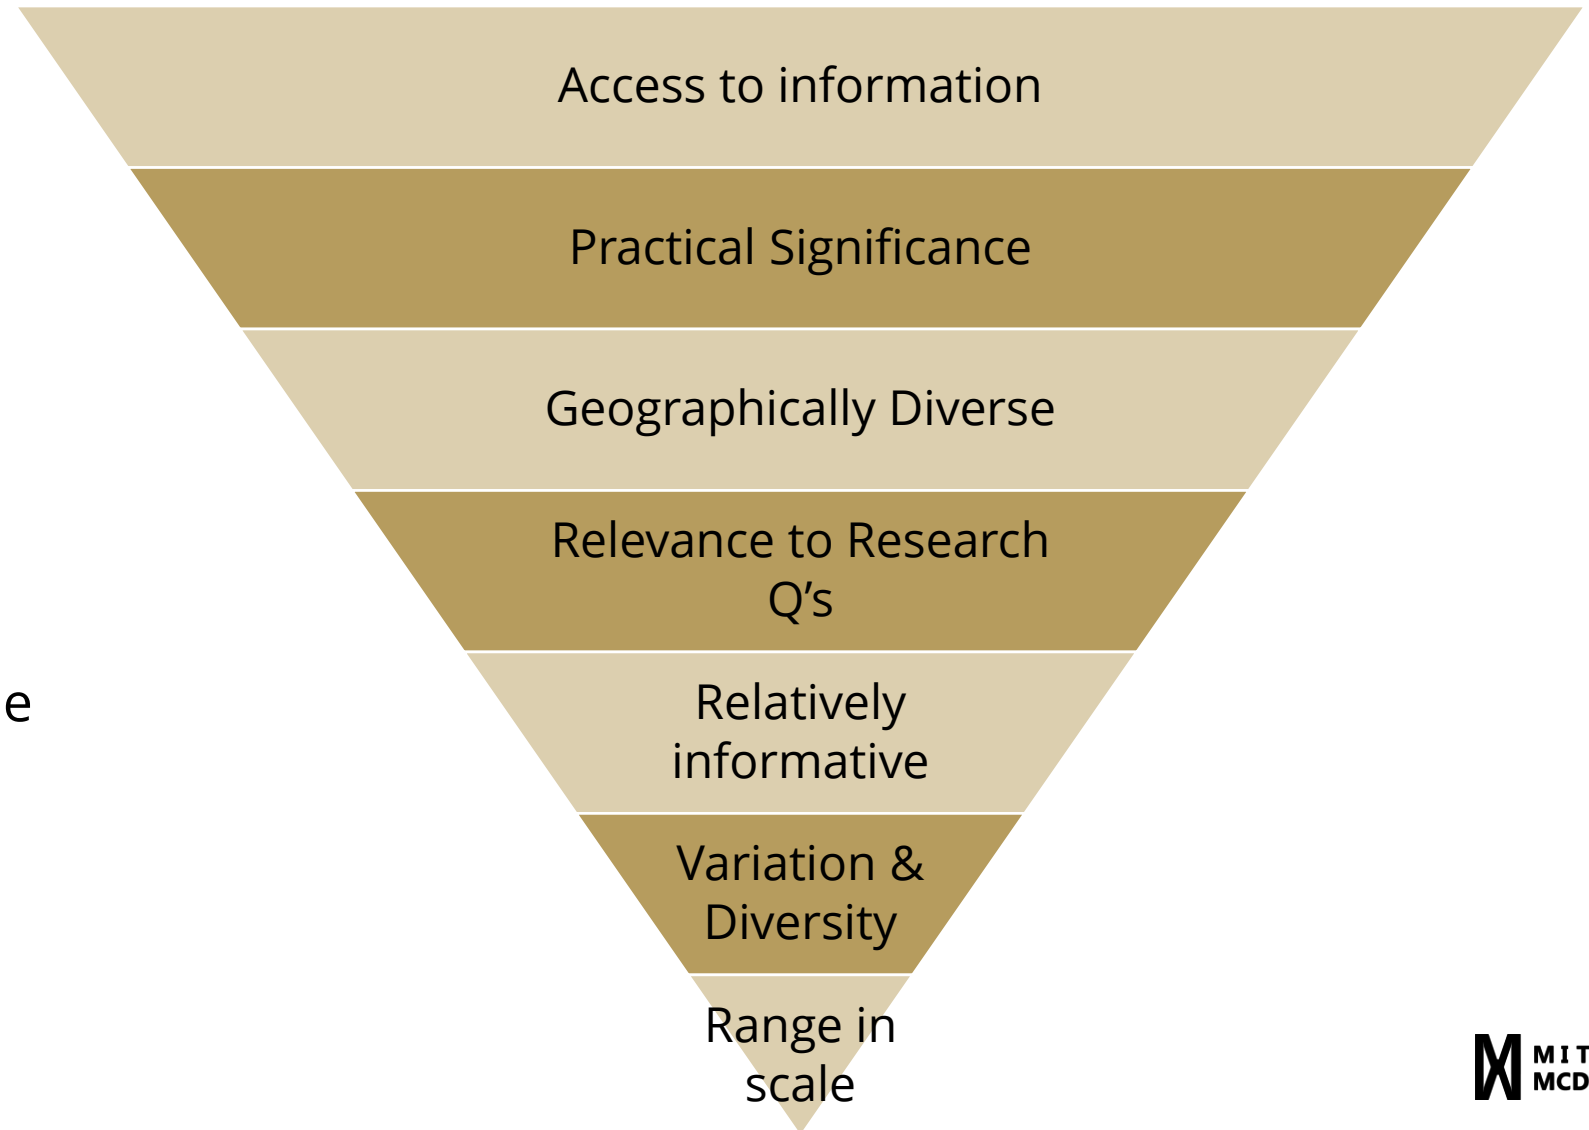 Access to information
Practical Significance
Geographically Diverse
Relevance to Research
Q’s
e
Relatively
informative
Variation &
Diversity
Range in
scale
MIT
MCD